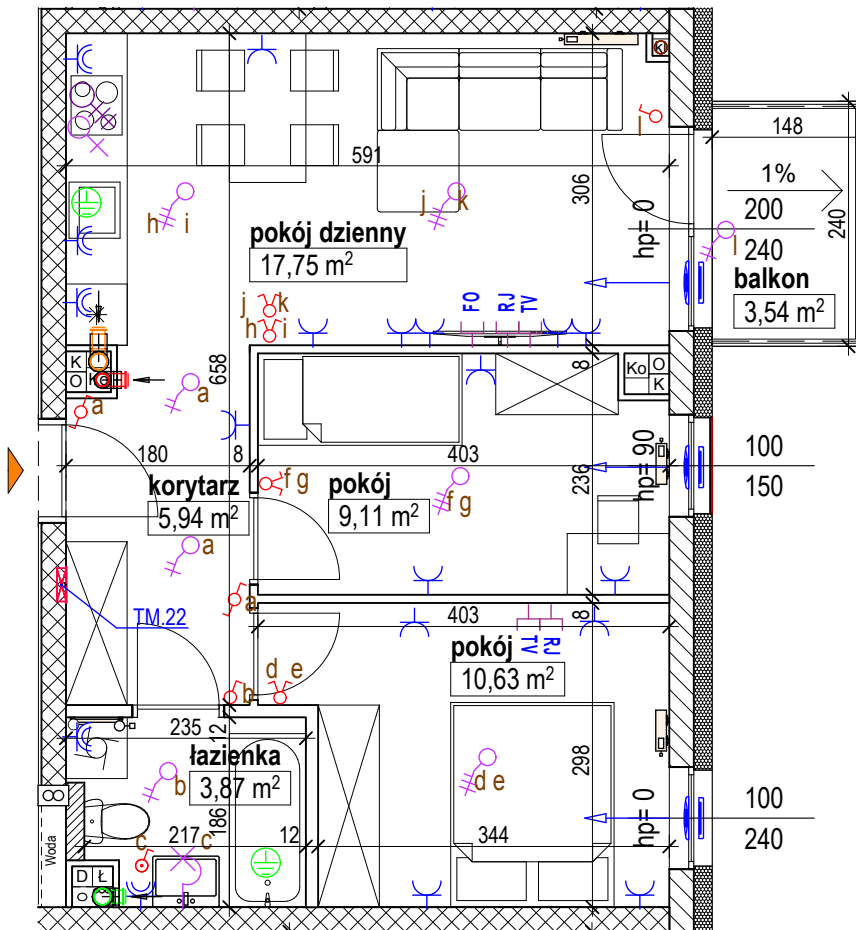 K
148
591
l
306
1%
200
240
240
h i
j k
hp= 0
l
pokój dzienny
17,75 m²
balkon
3,54 m²
FO
RJ
TV
j k
h i
K
O
Ko
658
8
Ko
O
K
a
a
180
8
403
hp= 90
100
150
korytarz
5,94 m²
f g
pokój
9,11 m²
f g
236
a
TM.22
a
403
8
TV
RJ
pokój
10,63 m²
d e
b
235
12
łazienka
3,87 m²
b
186
298
d e
hp= 0
100
240
Woda
c
217
c
12
344
D
Ł
O